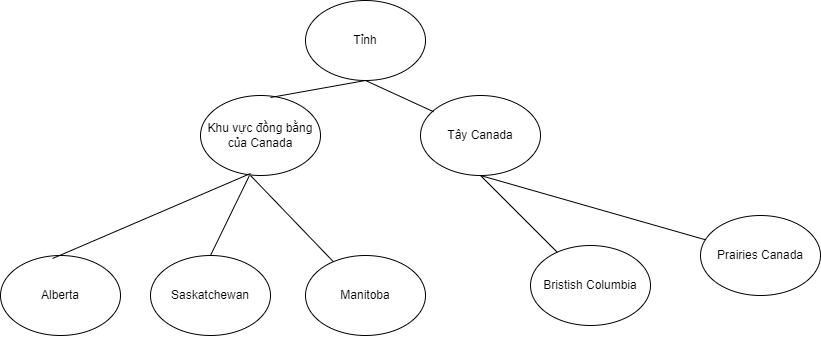 Tỉnh
Khu vực đồng bằng
của Canada
Tây Canada
Alberta
Saskatchewan
Manitoba
Bristish Columbia
Prairies Canada